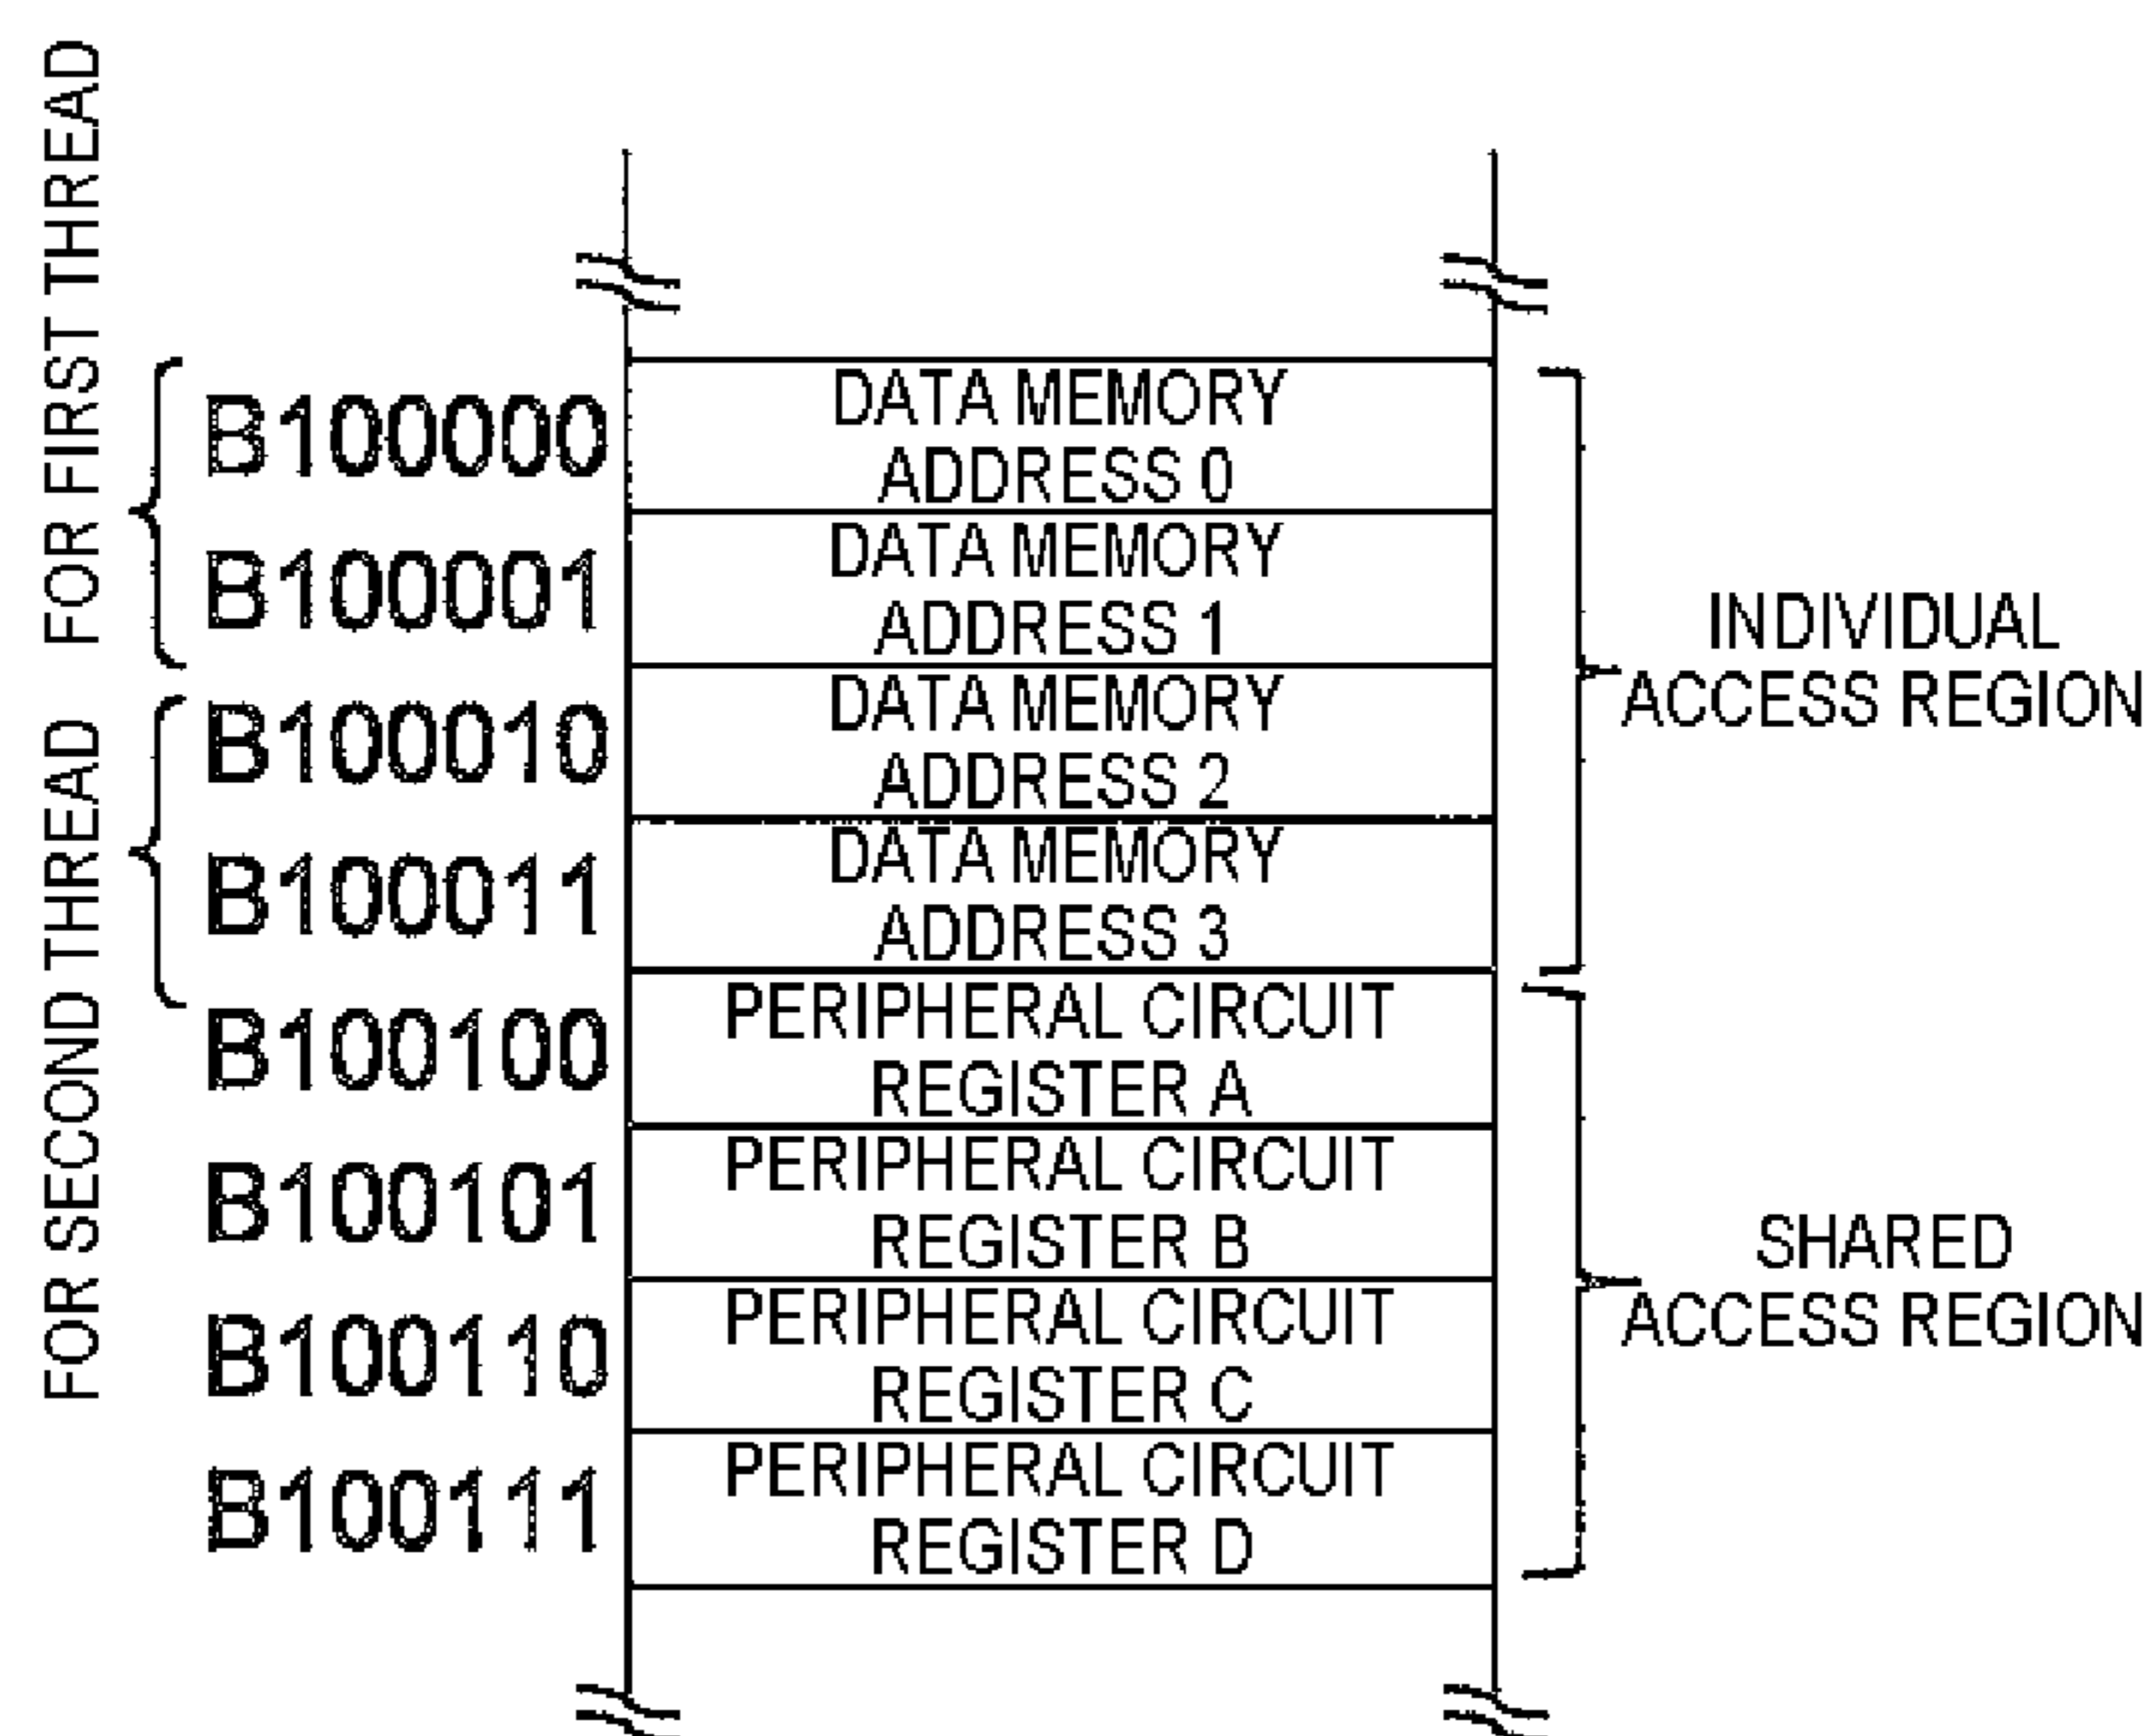 FOR FIRST THREAD
FOR SECOND THREAD
B100000
DATA MEMORY
ADDRESS 0
B100001
DATA MEMORY
ADDRESS 1
B100010
DATA MEMORY
ADDRESS 2
B100011
DATA MEMORY
ADDRESS 3
INDIVIDUAL
ACCESS REGION
B100100
PERIPHERAL CIRCUIT
REGISTER A
B100101
PERIPHERAL CIRCUIT
REGISTER B
B100110
PERIPHERAL CIRCUIT
REGISTER C
B100111
PERIPHERAL CIRCUIT
REGISTER D
SHARED
ACCESS REGION